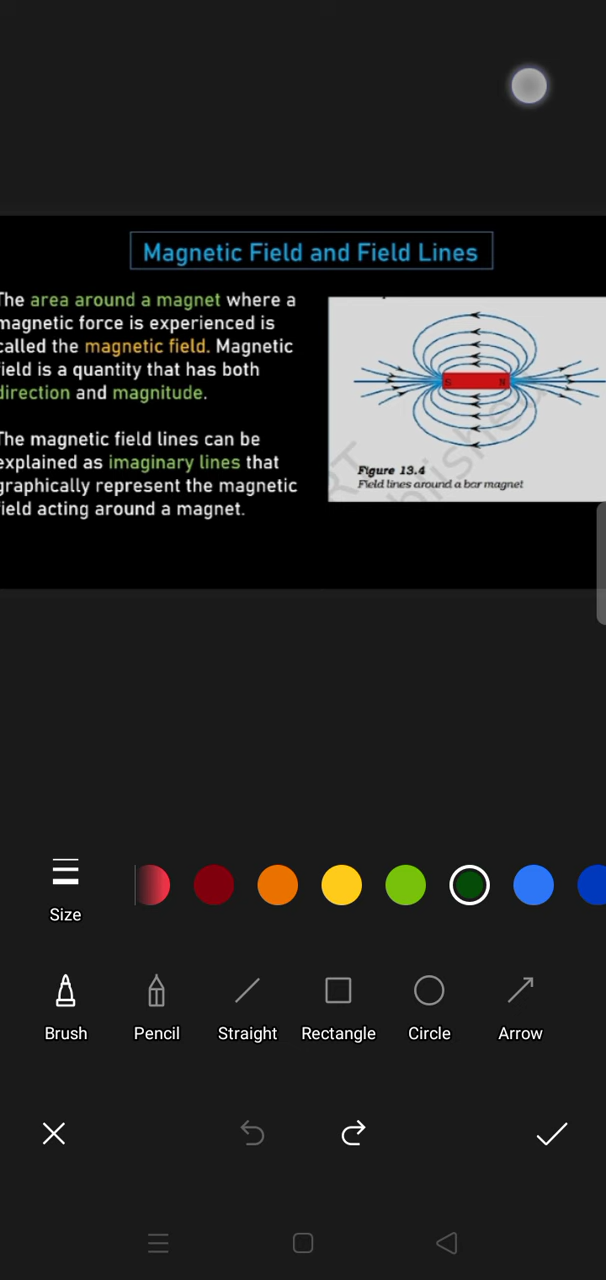 Magnetic Field and Field Lines
The area around a magnet where a
magnetic force is experienced is
called the magnetic field. Magnetic
field is a quantity that has both
direction and magnitude.
The magnetic field lines can be
explained as imaginary lines that
graphically represent the magnetic
field acting around a magnet.
S N
Figure 13.4
Field lines around a bar magnet
Size
Brush Pencil Straight Rectangle Circle Arrow